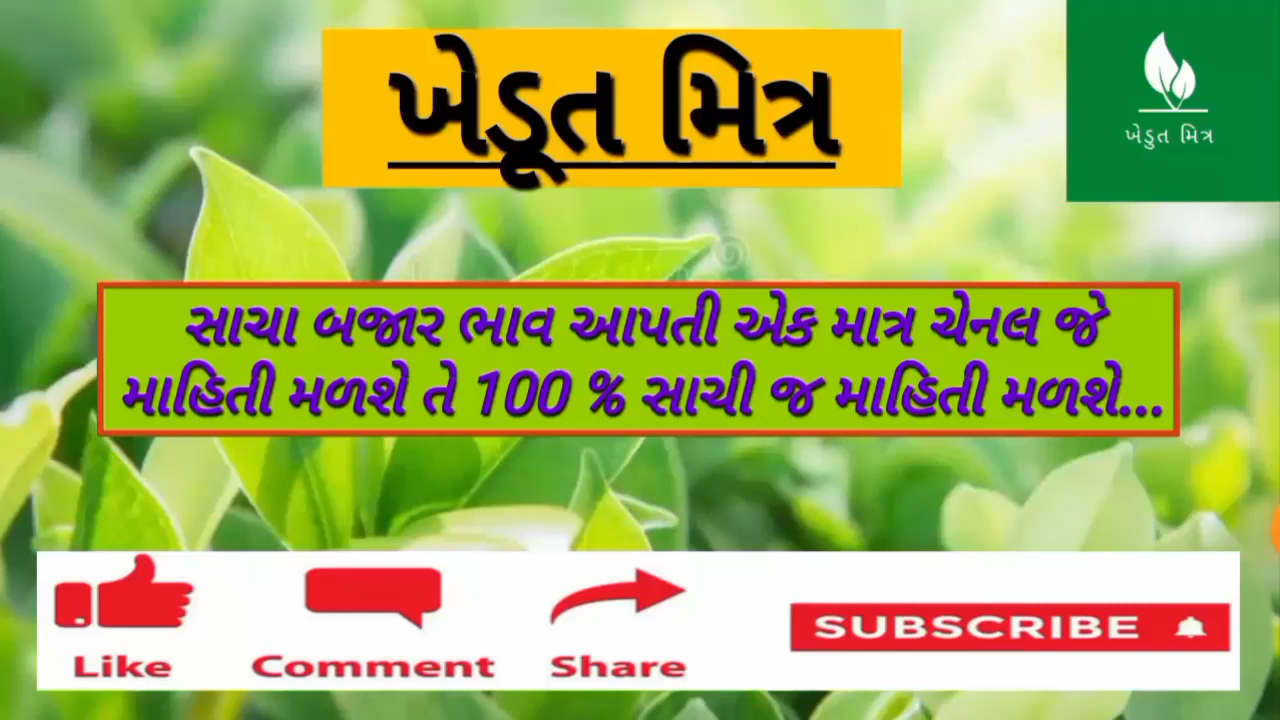 ખેડૂત મિત્ર
ખેડુત મિત્ર
સાચા બજાર ભાવ આપતી એક માત્ર ચેનલ જે
માહિતી મળશે તે 100 % સાચી જ માહિતી મળશે...
SUBSCRIBE
Like Comment Share